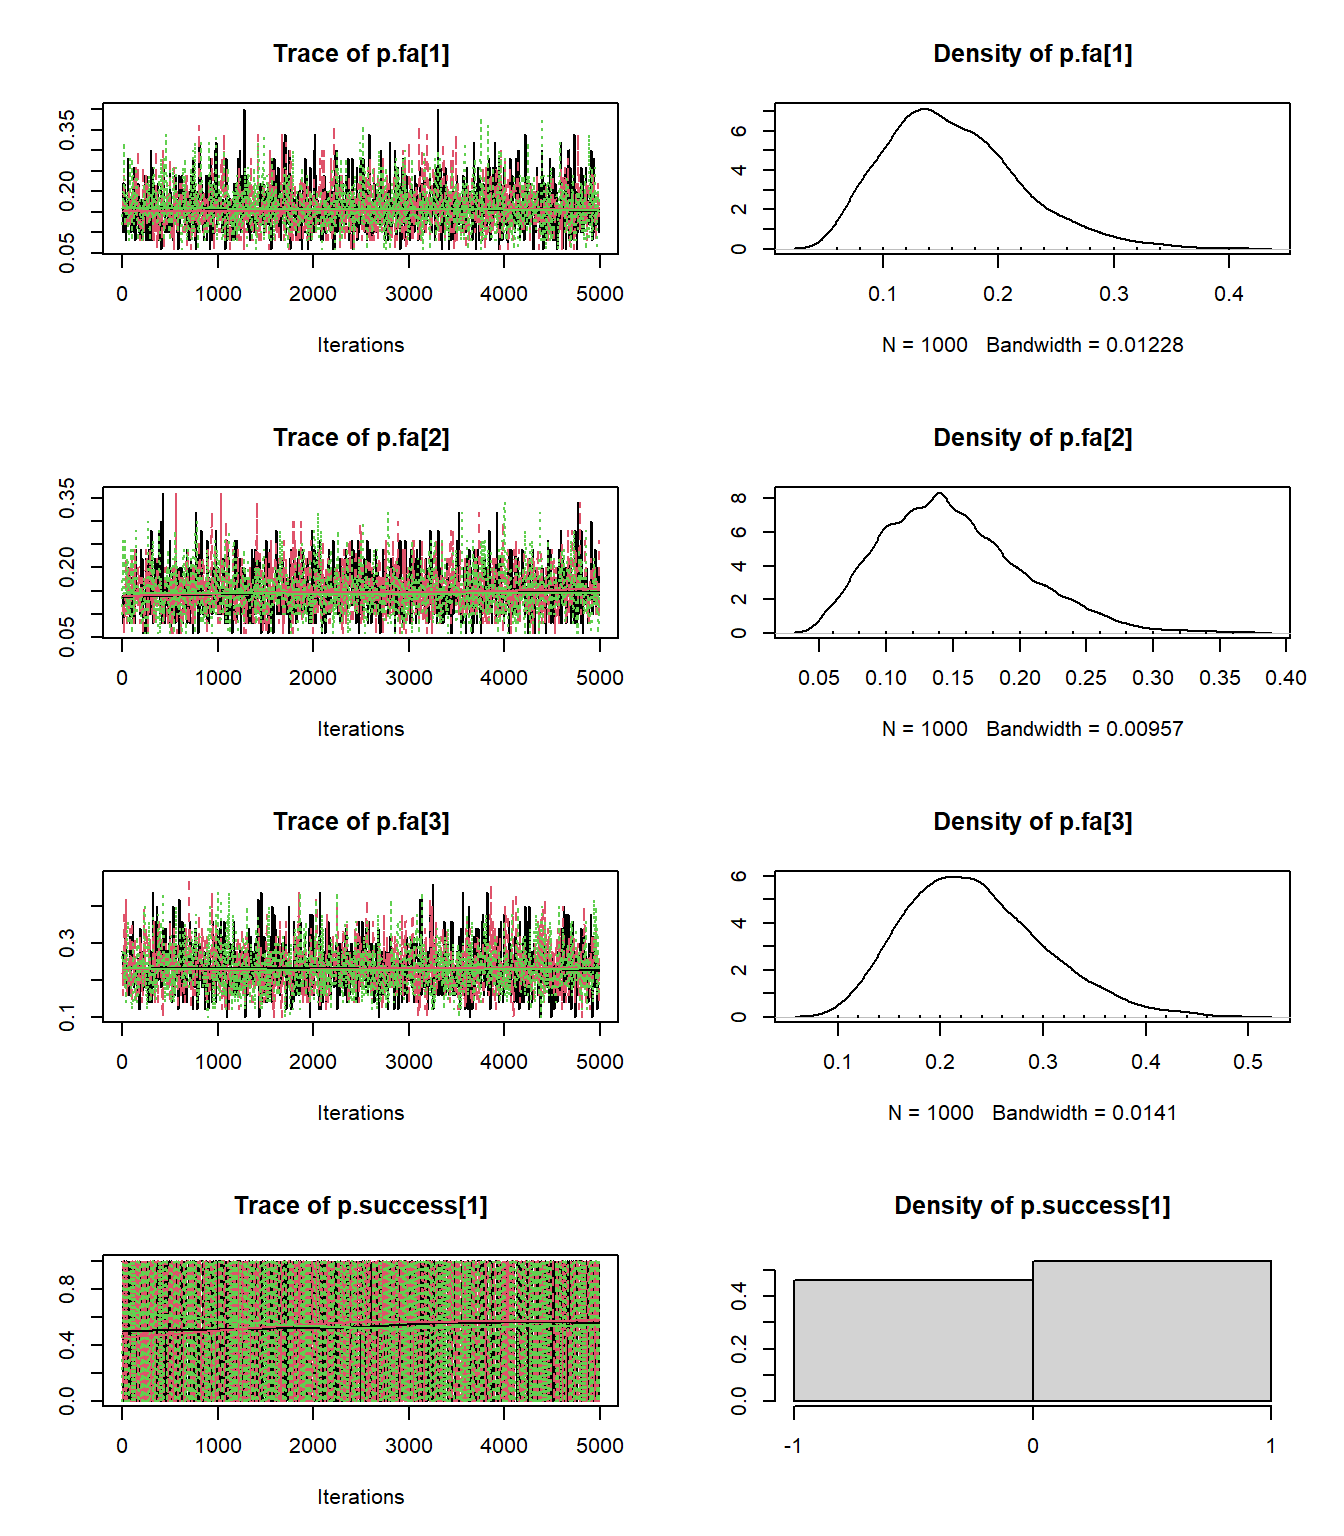 Trace of p.fa[1]
0.05 0.20 0.35
0 1000 2000 3000 4000 5000
Iterations
Density of p.fa[1]
0 2 4 6
0.1 0.2 0.3 0.4
N = 1000 Bandwidth = 0.01228
Trace of p.fa[2]
0.05 0.20 0.35
0 1000 2000 3000 4000 5000
Iterations
Density of p.fa[2]
0 2 4 6 8
0.05 0.10 0.15 0.20 0.25 0.30 0.35 0.40
N = 1000 Bandwidth = 0.00957
Trace of p.fa[3]
0.1 0.3
0 1000 2000 3000 4000 5000
Iterations
Density of p.fa[3]
0 2 4 6
0.1 0.2 0.3 0.4 0.5
N = 1000 Bandwidth = 0.0141
Trace of p.success[1]
0.0 0.4 0.8
0 1000 2000 3000 4000 5000
Iterations
Density of p.success[1]
0.0 0.2 0.4
-1 0 1